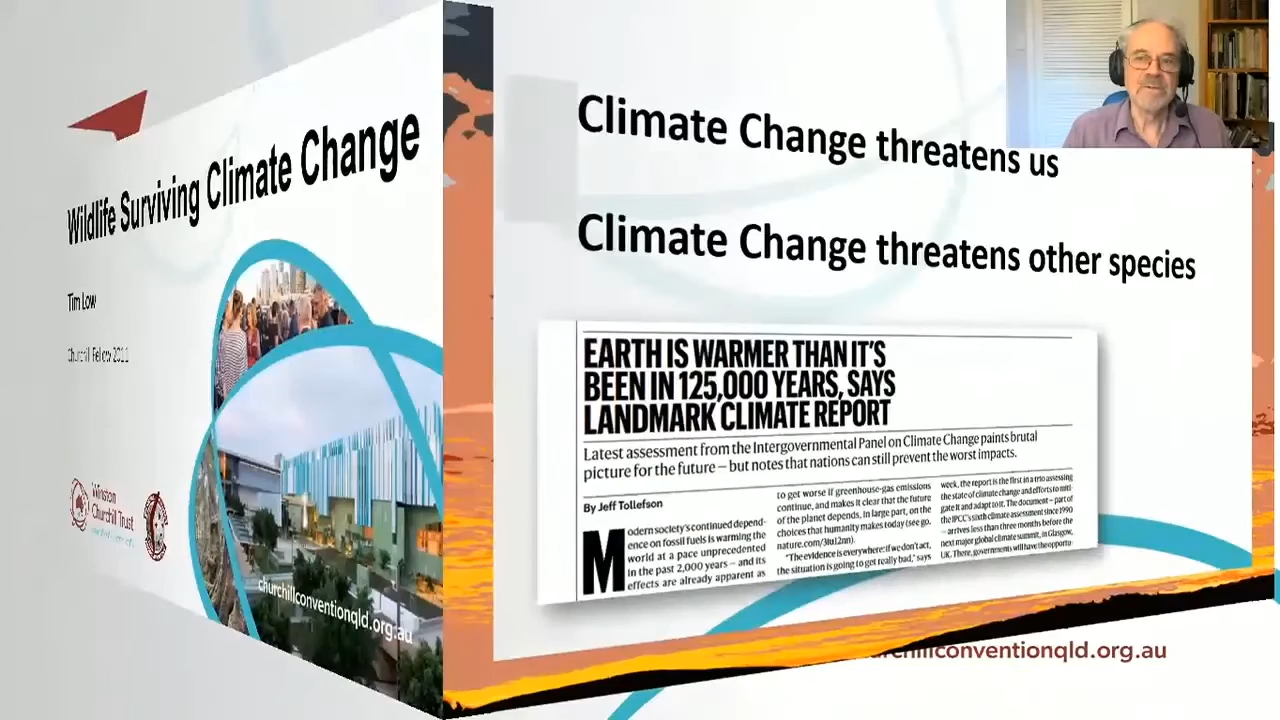 Wildlife Surviving Climate Change
Tim Low
Churchill Fellow 2011
Winston
Churchill Trust
churchillconventionqld.org.au
Climate Change threatens us
Climate Change threatens other species
EARTH IS WARMER THAN IT'S
BEEN IN 125,000 YEARS, SAYS
LANDMARK CLIMATE REPORT
Latest assessment from the Intergovernmental Panel on Climate Change paints brutal
picture for the future – but notes that nations can still prevent the worst impacts.
By Jeff Tollefson
Modern society's continued depend-
ence on fossil fuels is warming the
world at a pace unprecedented
in the past 2,000 years – and its
effects are already apparent as
to get worse if greenhouse-gas emissions
continue, and makes it clear that the future
of the planet depends, in large part, on the
choices that humanity makes today (see go.
nature.com/3iu12nn).
"The evidence is everywhere: if we don't act,
the situation is going to get really bad," says
week, the report is the first in a trio assessing
the state of climate change and efforts to miti-
gate it and adapt to it. The document – part of
the IPCC's sixth climate assessment since 1990
– arrives less than three months before the
next major global climate summit, in Glasgow,
UK. There, governments will have the opportu-
churchillconventionqld.org.au